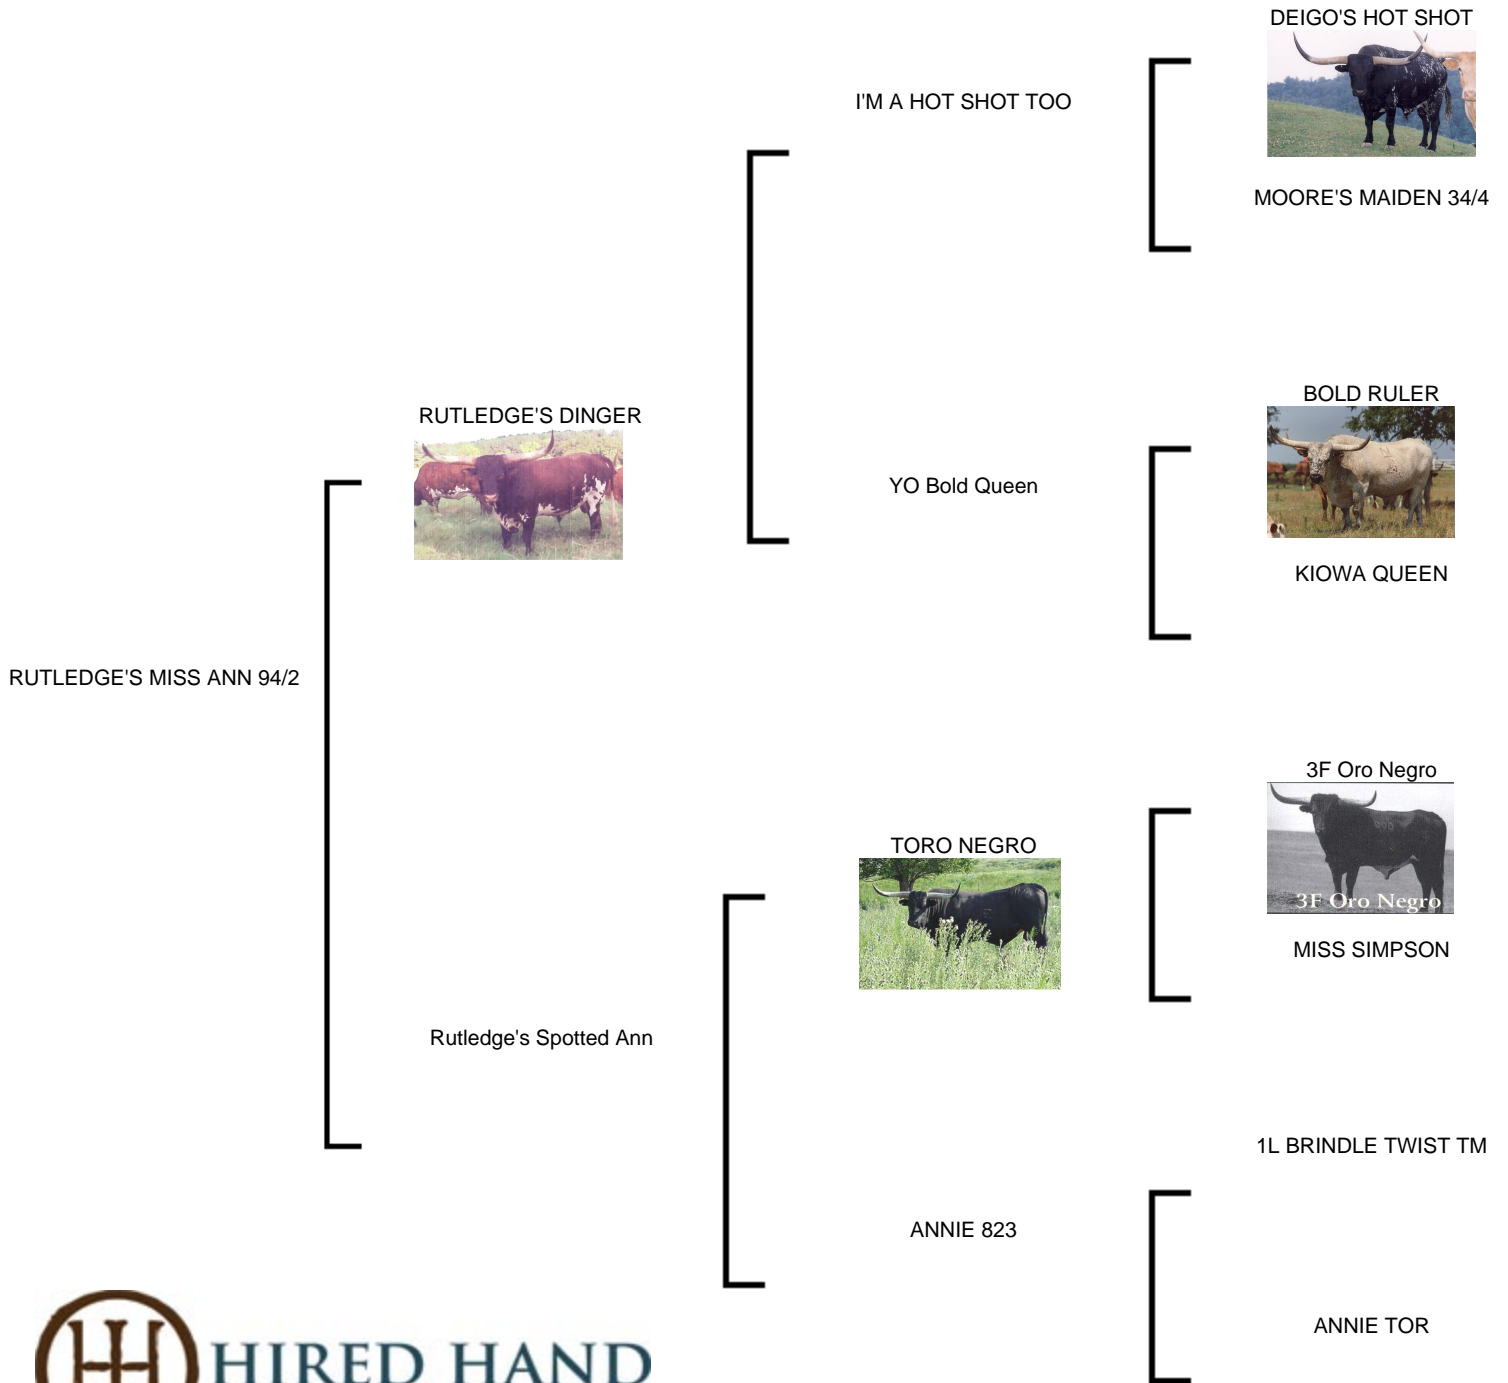 DEIGO'S HOT SHOT
I'M A HOT SHOT TOO
MOORE'S MAIDEN 34/4
BOLD RULER
RUTLEDGE'S DINGER
YO Bold Queen
KIOWA QUEEN
RUTLEDGE'S MISS ANN 94/2
3F Oro Negro
TORO NEGRO
3F Oro Negro
MISS SIMPSON
Rutledge's Spotted Ann
1L BRINDLE TWIST TM
ANNIE 823
ANNIE TOR
HIRED HAND